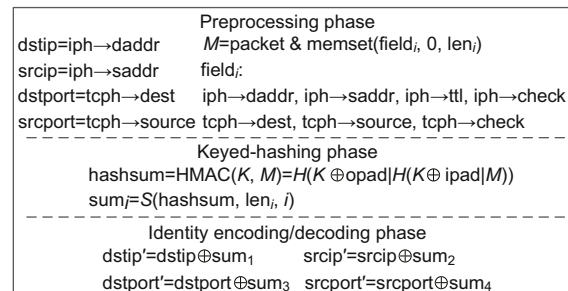 Preprocessing phase
dstip=iph→daddr M=packet & memset(fieldᵢ, 0, lenᵢ)
srcip=iph→saddr fieldᵢ:
dstport=tcph→dest iph→daddr, iph→saddr, iph→ttl, iph→check
srcport=tcph→source tcph→dest, tcph→source, tcph→check
Keyed-hashing phase
hashsum=HMAC(K, M)=H(K⊕opad|H(K⊕ipad|M))
sumᵢ=S(hashsum, lenᵢ, i)
Identity encoding/decoding phase
dstip′=dstip⊕sum₁ srcip′=srcip⊕sum₂
dstport′=dstport⊕sum₃ srcport′=srcport⊕sum₄